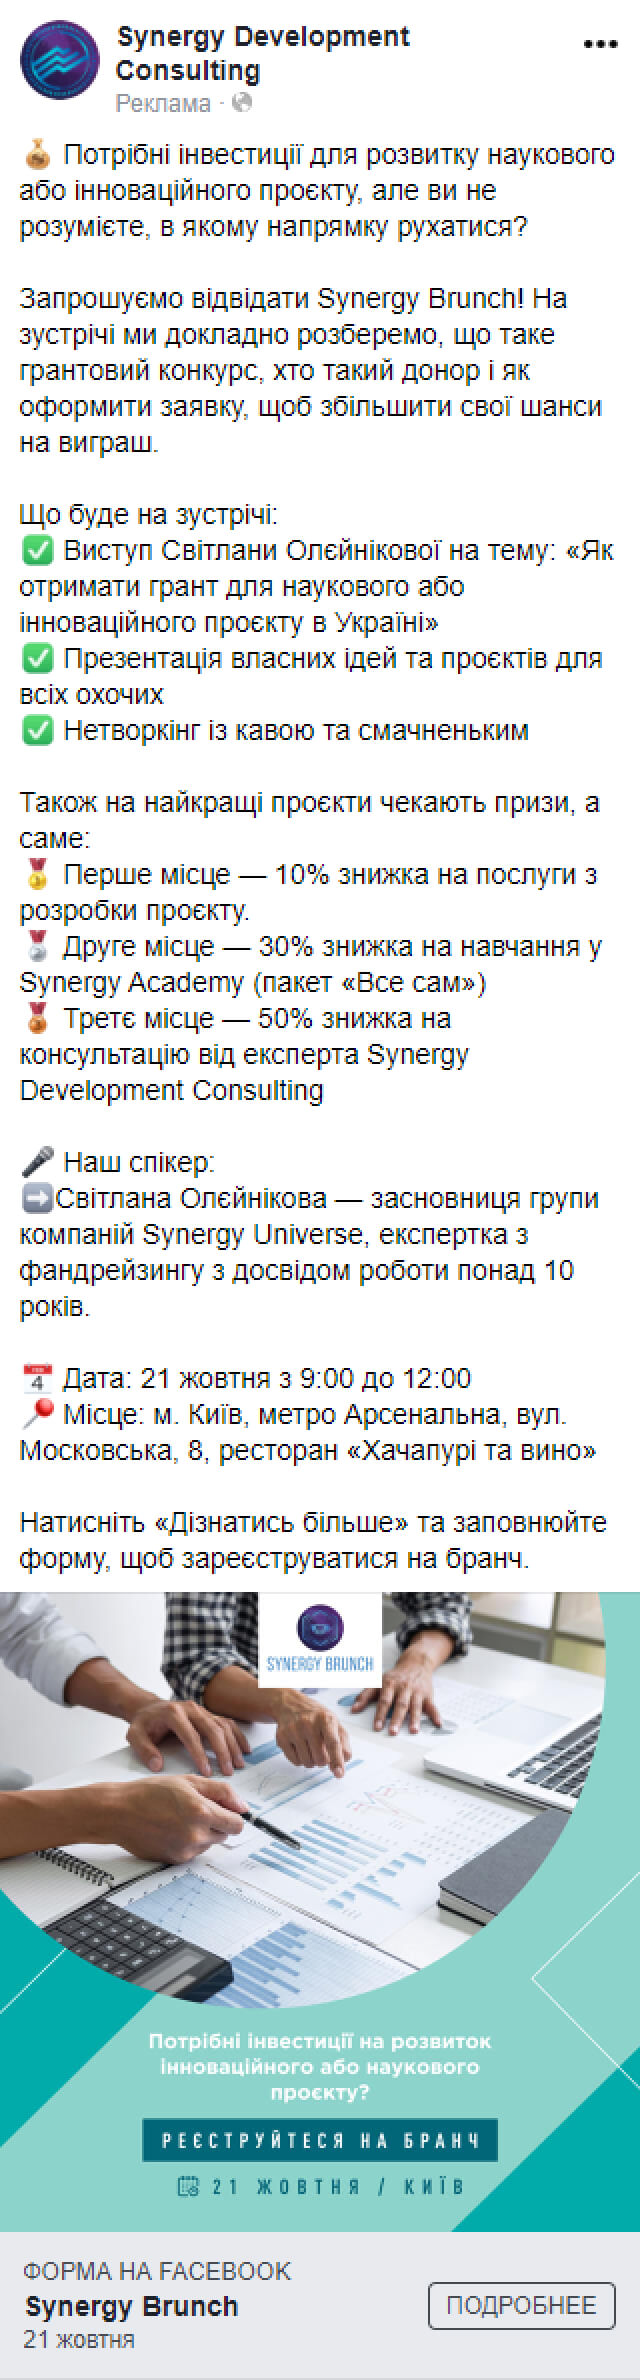 Synergy Development
Consulting
Реклама ·
💰 Потрібні інвестиції для розвитку наукового
або інноваційного проєкту, але ви не
розумієте, в якому напрямку рухатися?
Запрошуємо відвідати Synergy Brunch! На
зустрічі ми докладно розберемо, що таке
грантовий конкурс, хто такий донор і як
оформити заявку, щоб збільшити свої шанси
на виграш.
Що буде на зустрічі:
✅ Виступ Світлани Олєйнікової на тему: «Як
отримати грант для наукового або
інноваційного проєкту в Україні»
✅ Презентація власних ідей та проєктів для
всіх охочих
✅ Нетворкінг із кавою та смачненьким
Також на найкращі проєкти чекають призи, а
саме:
🥇 Перше місце — 10% знижка на послуги з
розробки проєкту.
🥈 Друге місце — 30% знижка на навчання у
Synergy Academy (пакет «Все сам»)
🥉 Третє місце — 50% знижка на
консультацію від експерта Synergy
Development Consulting
🎤 Наш спікер:
➡️Світлана Олєйнікова — засновниця групи
компаній Synergy Universe, експертка з
фандрейзингу з досвідом роботи понад 10
років.
📅 Дата: 21 жовтня з 9:00 до 12:00
📍 Місце: м. Київ, метро Арсенальна, вул.
Московська, 8, ресторан «Хачапурі та вино»
Натисніть «Дізнатись більше» та заповнюйте
форму, щоб зареєструватися на бранч.
SYNERGY BRUNCH
Потрібні інвестиції на розвиток
інноваційного або наукового
проєкту?
РЕЄСТРУЙТЕСЯ НА БРАНЧ
21 ЖОВТНЯ / КИЇВ
ФОРМА НА FACEBOOK
Synergy Brunch
21 жовтня
ПОДРОБНЕЕ